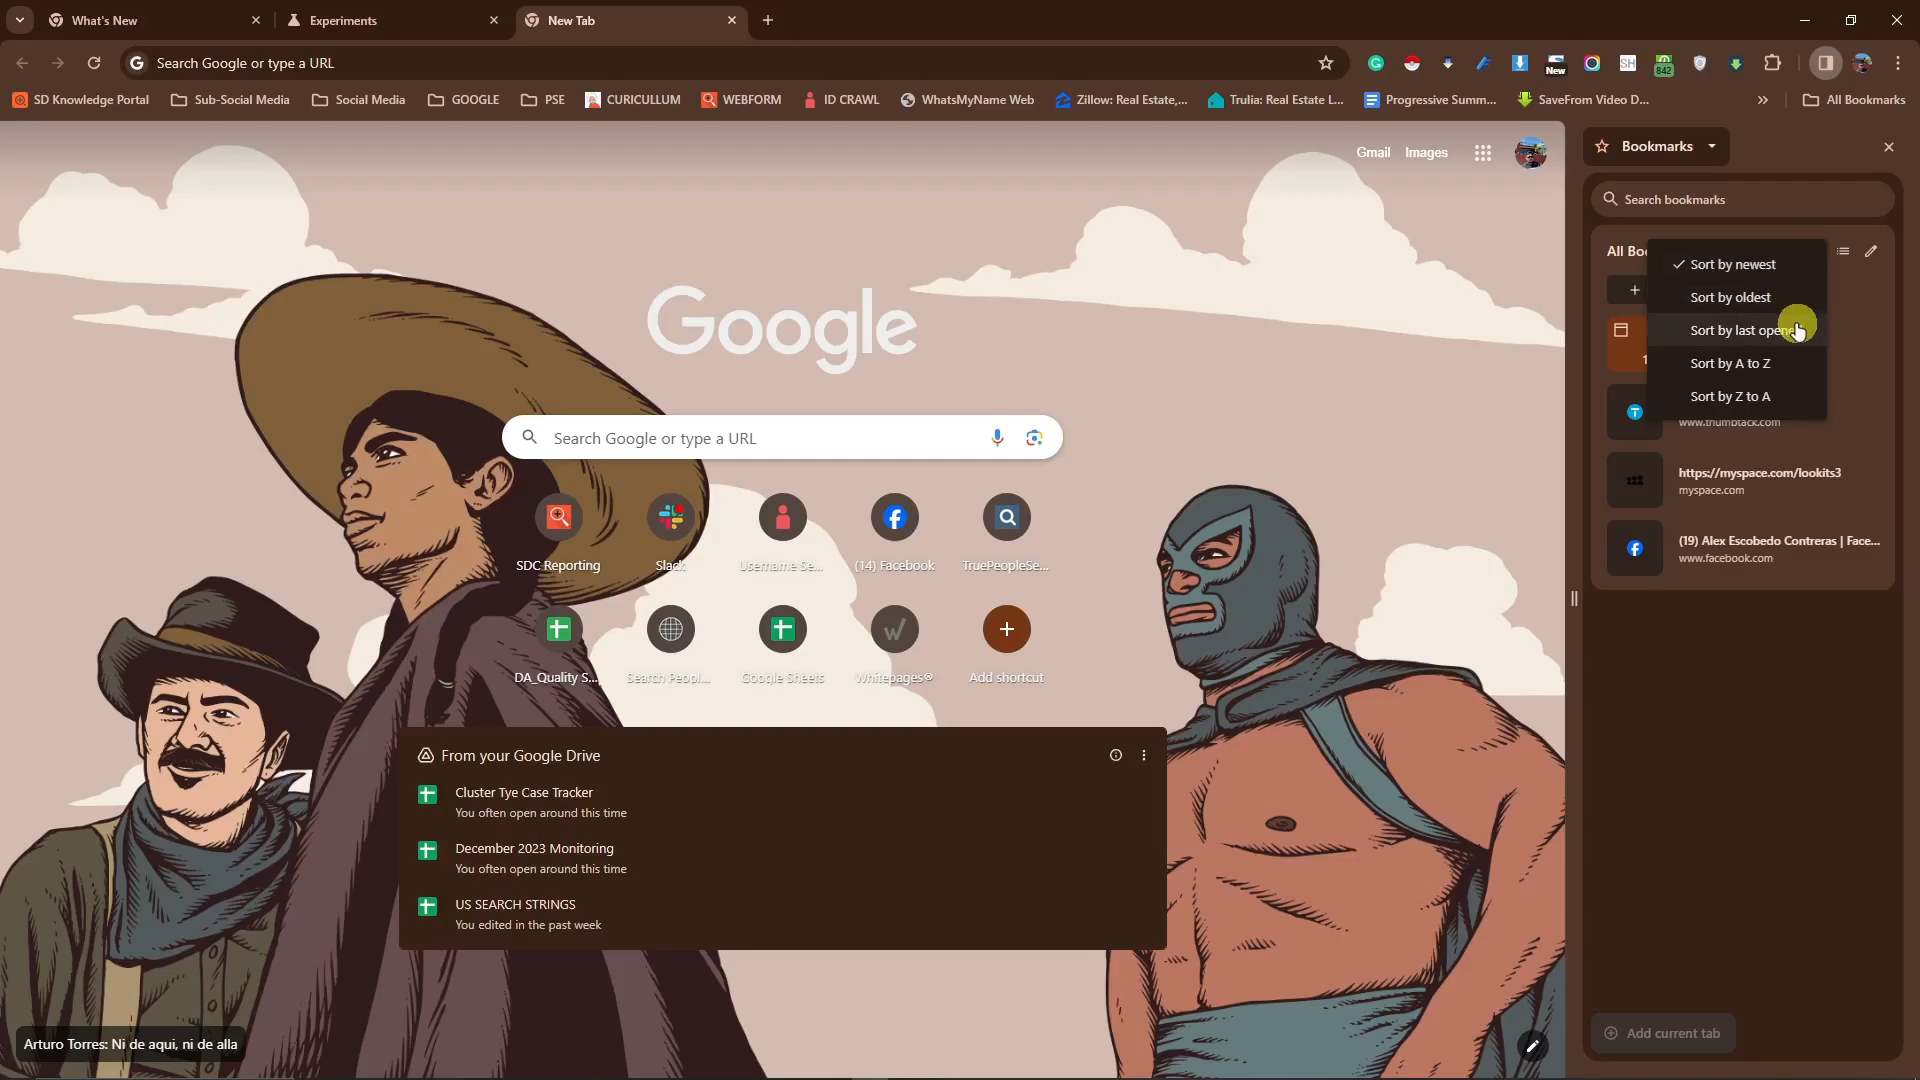 What's New
Experiments
New Tab
Search Google or type a URL
New
SH
842
SD Knowledge Portal
Sub-Social Media
Social Media
GOOGLE
PSE
CURICULLUM
WEBFORM
ID CRAWL
WhatsMyName Web
Zillow: Real Estate,...
Trulia: Real Estate L...
Progressive Summ...
SaveFrom Video D...
All Bookmarks
Gmail
Images
Bookmarks
Search bookmarks
All Bo
Sort by newest
Sort by oldest
Sort by last opene
Sort by A to Z
Sort by Z to A
www.thumbtack.com
https://myspace.com/lookits3
myspace.com
(19) Alex Escobedo Contreras | Face...
www.facebook.com
Add current tab
Google
Search Google or type a URL
SDC Reporting
Slack
Username Se...
(14) Facebook
TruePeopleSe...
DA_Quality S...
Search Peopl...
Google Sheets
Whitepages®
Add shortcut
From your Google Drive
Cluster Tye Case Tracker
You often open around this time
December 2023 Monitoring
You often open around this time
US SEARCH STRINGS
You edited in the past week
Arturo Torres: Ni de aqui, ni de alla